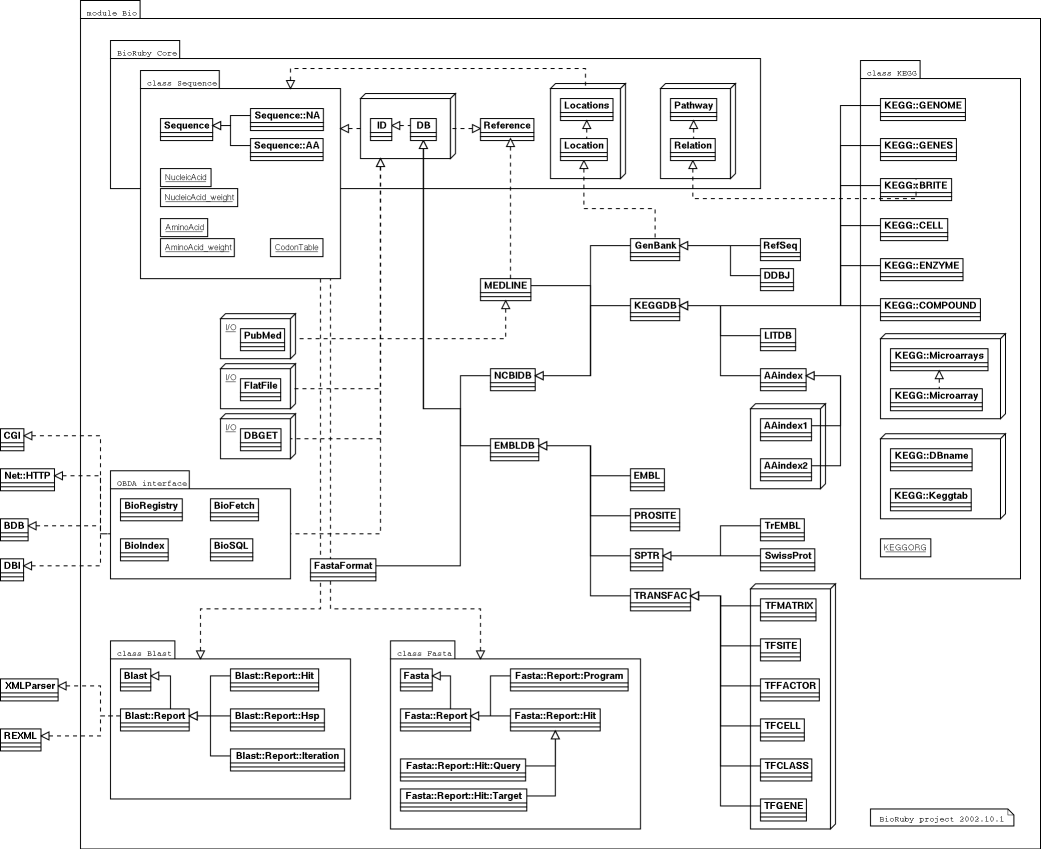 module Bio
BioRuby Core
class Sequence
Sequence
Sequence::NA
Sequence::AA
NucleicAcid
NucleicAcid_weight
AminoAcid
AminoAcid_weight
CodonTable
ID
DB
Reference
Locations
Location
Pathway
Relation
class KEGG
KEGG::GENOME
KEGG::GENES
KEGG::BRITE
KEGG::CELL
KEGG::ENZYME
KEGG::COMPOUND
KEGG::Microarrays
KEGG::Microarray
KEGG::DBname
KEGG::Keggtab
KEGGORG
GenBank
RefSeq
DDBJ
MEDLINE
KEGGDB
LITDB
I/O
PubMed
I/O
FlatFile
I/O
DBGET
NCBIDB
AAindex
AAindex1
AAindex2
EMBLDB
EMBL
PROSITE
SPTR
TrEMBL
SwissProt
TRANSFAC
TFMATRIX
TFSITE
TFFACTOR
TFCELL
TFCLASS
TFGENE
CGI
Net::HTTP
BDB
DBI
OBDA interface
BioRegistry
BioFetch
BioIndex
BioSQL
FastaFormat
class Blast
Blast
Blast::Report
Blast::Report::Hit
Blast::Report::Hsp
Blast::Report::Iteration
XMLParser
REXML
class Fasta
Fasta
Fasta::Report
Fasta::Report::Program
Fasta::Report::Hit
Fasta::Report::Hit::Query
Fasta::Report::Hit::Target
BioRuby project 2002.10.1